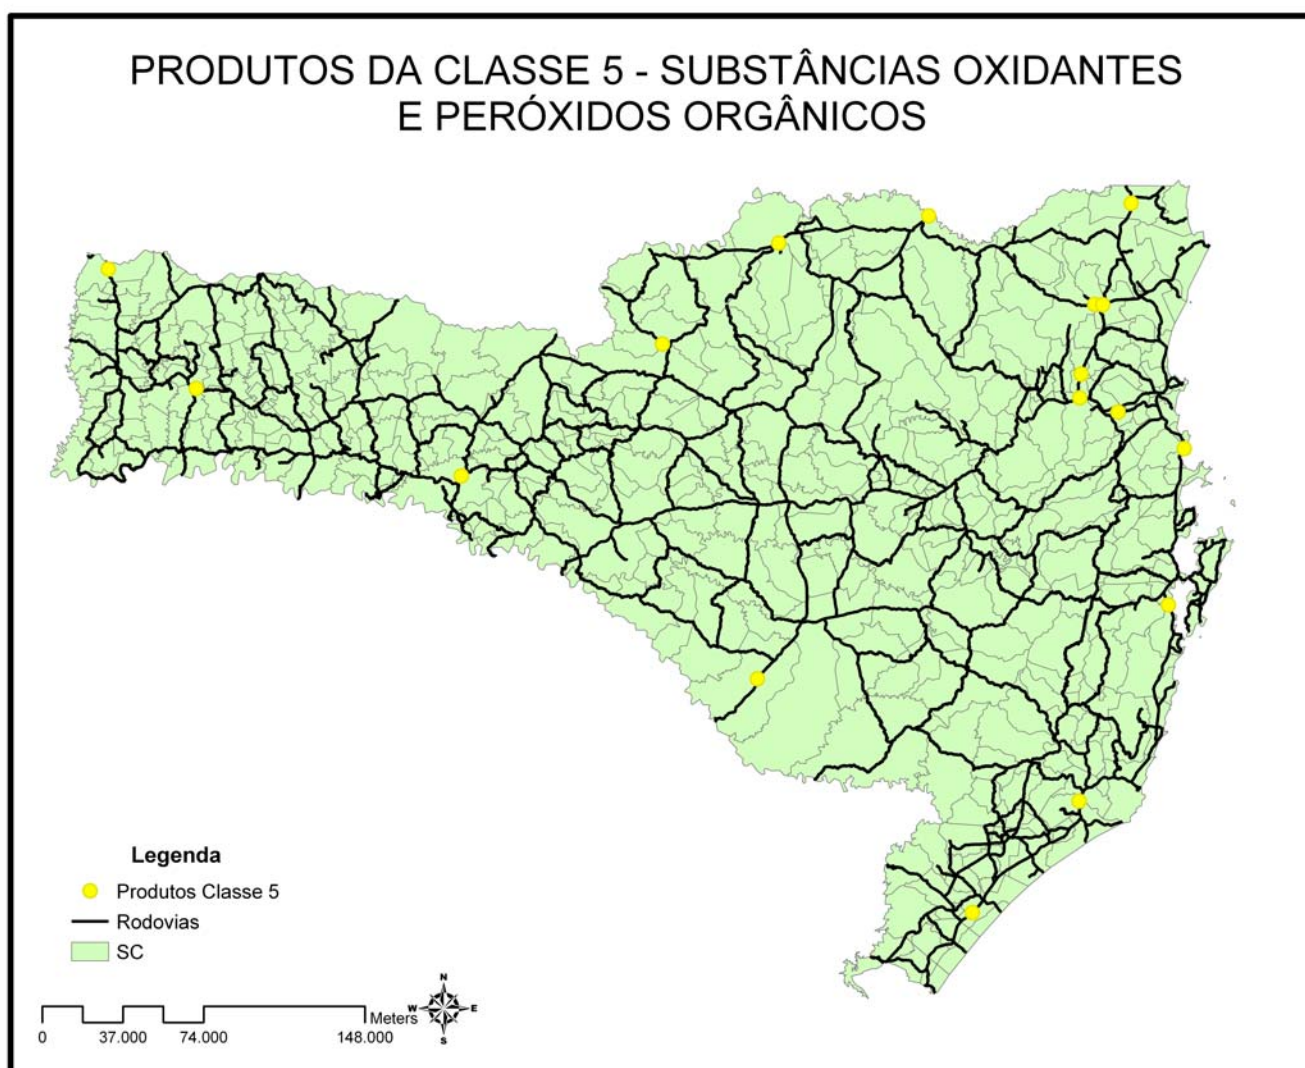 PRODUTOS DA CLASSE 5 - SUBSTÂNCIAS OXIDANTES
E PERÓXIDOS ORGÂNICOS
Legenda
Produtos Classe 5
Rodovias
SC
N
W E
S
Meters
0 37.000 74.000 148.000